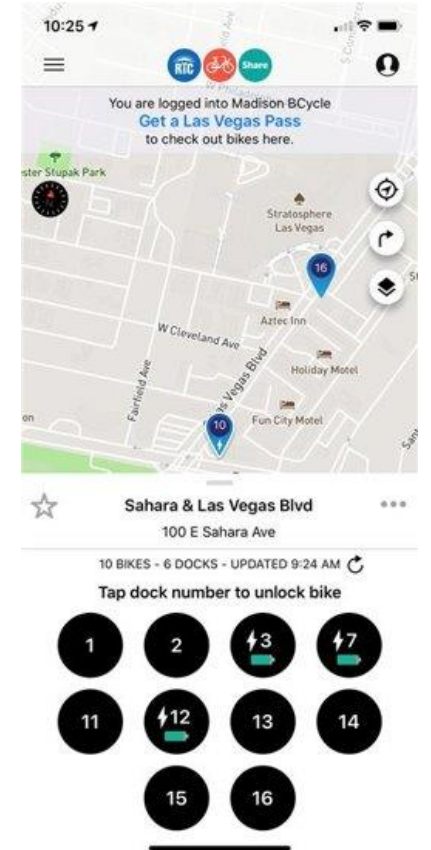 10:25
RTC
Share
You are logged into Madison BCycle
Get a Las Vegas Pass
to check out bikes here.
Stupak Park
Stratosphere
Las Vegas
16
Aztec Inn
W Cleveland Ave
Holiday Motel
Fairfield Ave
Vegas Blvd
10
Fun City Motel
Sahara & Las Vegas Blvd
100 E Sahara Ave
10 BIKES - 6 DOCKS - UPDATED 9:24 AM
Tap dock number to unlock bike
1
2
3
7
11
12
13
14
15
16